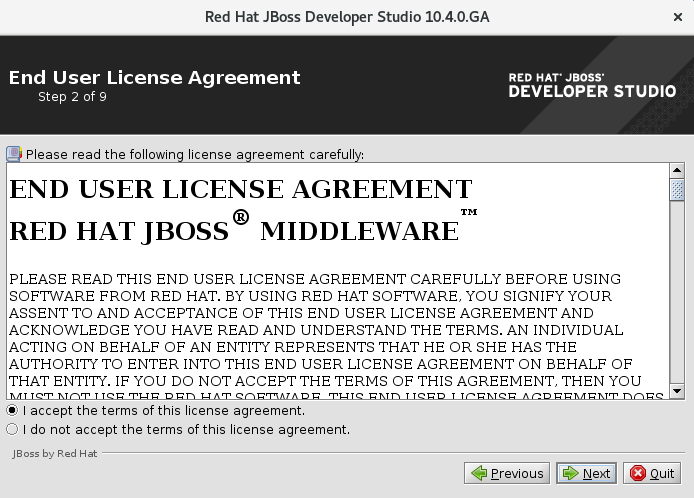 Red Hat JBoss Developer Studio 10.4.0.GA
End User License Agreement
Step 2 of 9
RED HAT® JBOSS®
DEVELOPER STUDIO
Please read the following license agreement carefully:
END USER LICENSE AGREEMENT
RED HAT JBOSS® MIDDLEWARE™
PLEASE READ THIS END USER LICENSE AGREEMENT CAREFULLY BEFORE USING
SOFTWARE FROM RED HAT. BY USING RED HAT SOFTWARE, YOU SIGNIFY YOUR
ASSENT TO AND ACCEPTANCE OF THIS END USER LICENSE AGREEMENT AND
ACKNOWLEDGE YOU HAVE READ AND UNDERSTAND THE TERMS. AN INDIVIDUAL
ACTING ON BEHALF OF AN ENTITY REPRESENTS THAT HE OR SHE HAS THE
AUTHORITY TO ENTER INTO THIS END USER LICENSE AGREEMENT ON BEHALF OF
THAT ENTITY. IF YOU DO NOT ACCEPT THE TERMS OF THIS AGREEMENT, THEN YOU
MUST NOT USE THE RED HAT SOFTWARE. THIS END USER LICENSE AGREEMENT DOES
I accept the terms of this license agreement.
I do not accept the terms of this license agreement.
JBoss by Red Hat
Previous
Next
Quit